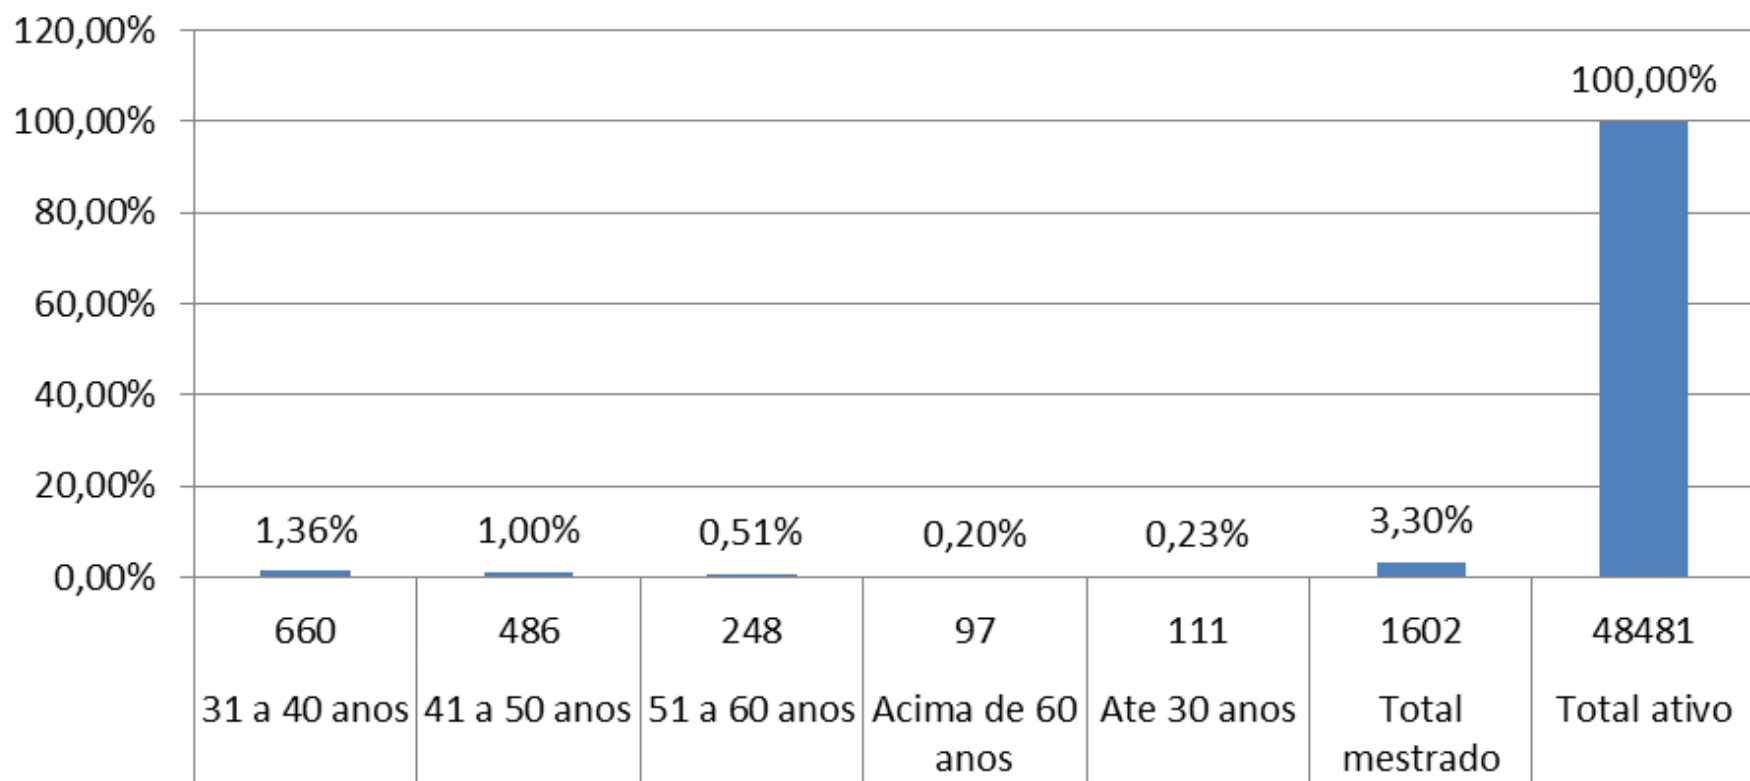 120,00%
100,00%
80,00%
60,00%
40,00%
20,00%
0,00%
1,36%
1,00%
0,51%
0,20%
0,23%
3,30%
100,00%
660
486
248
97
111
1602
48481
31 a 40 anos
41 a 50 anos
51 a 60 anos
Acima de 60
anos
Ate 30 anos
Total
mestrado
Total ativo